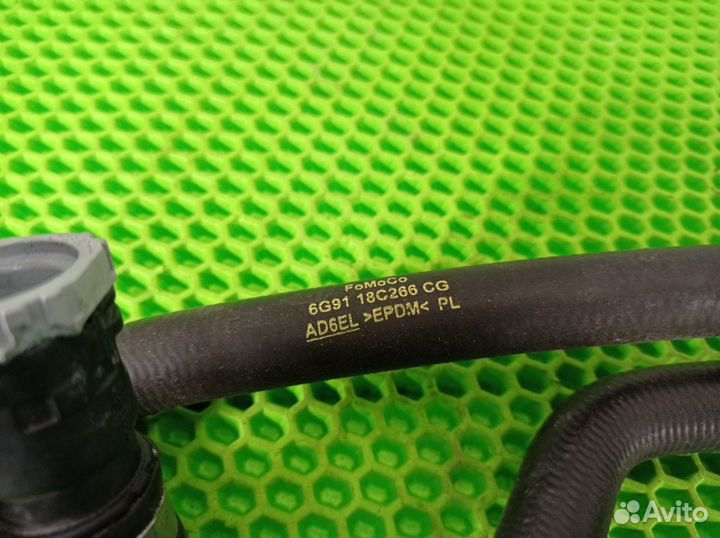 FoMoCo
6G91 18C266 CG
AD6EL >EPDM< PL
Avito